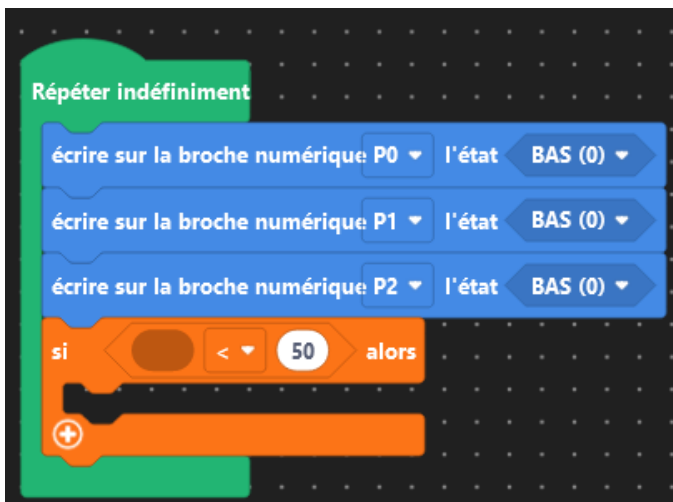 Répéter indéfiniment
écrire sur la broche numérique P0 l'état BAS (0)
écrire sur la broche numérique P1 l'état BAS (0)
écrire sur la broche numérique P2 l'état BAS (0)
si < 50 alors